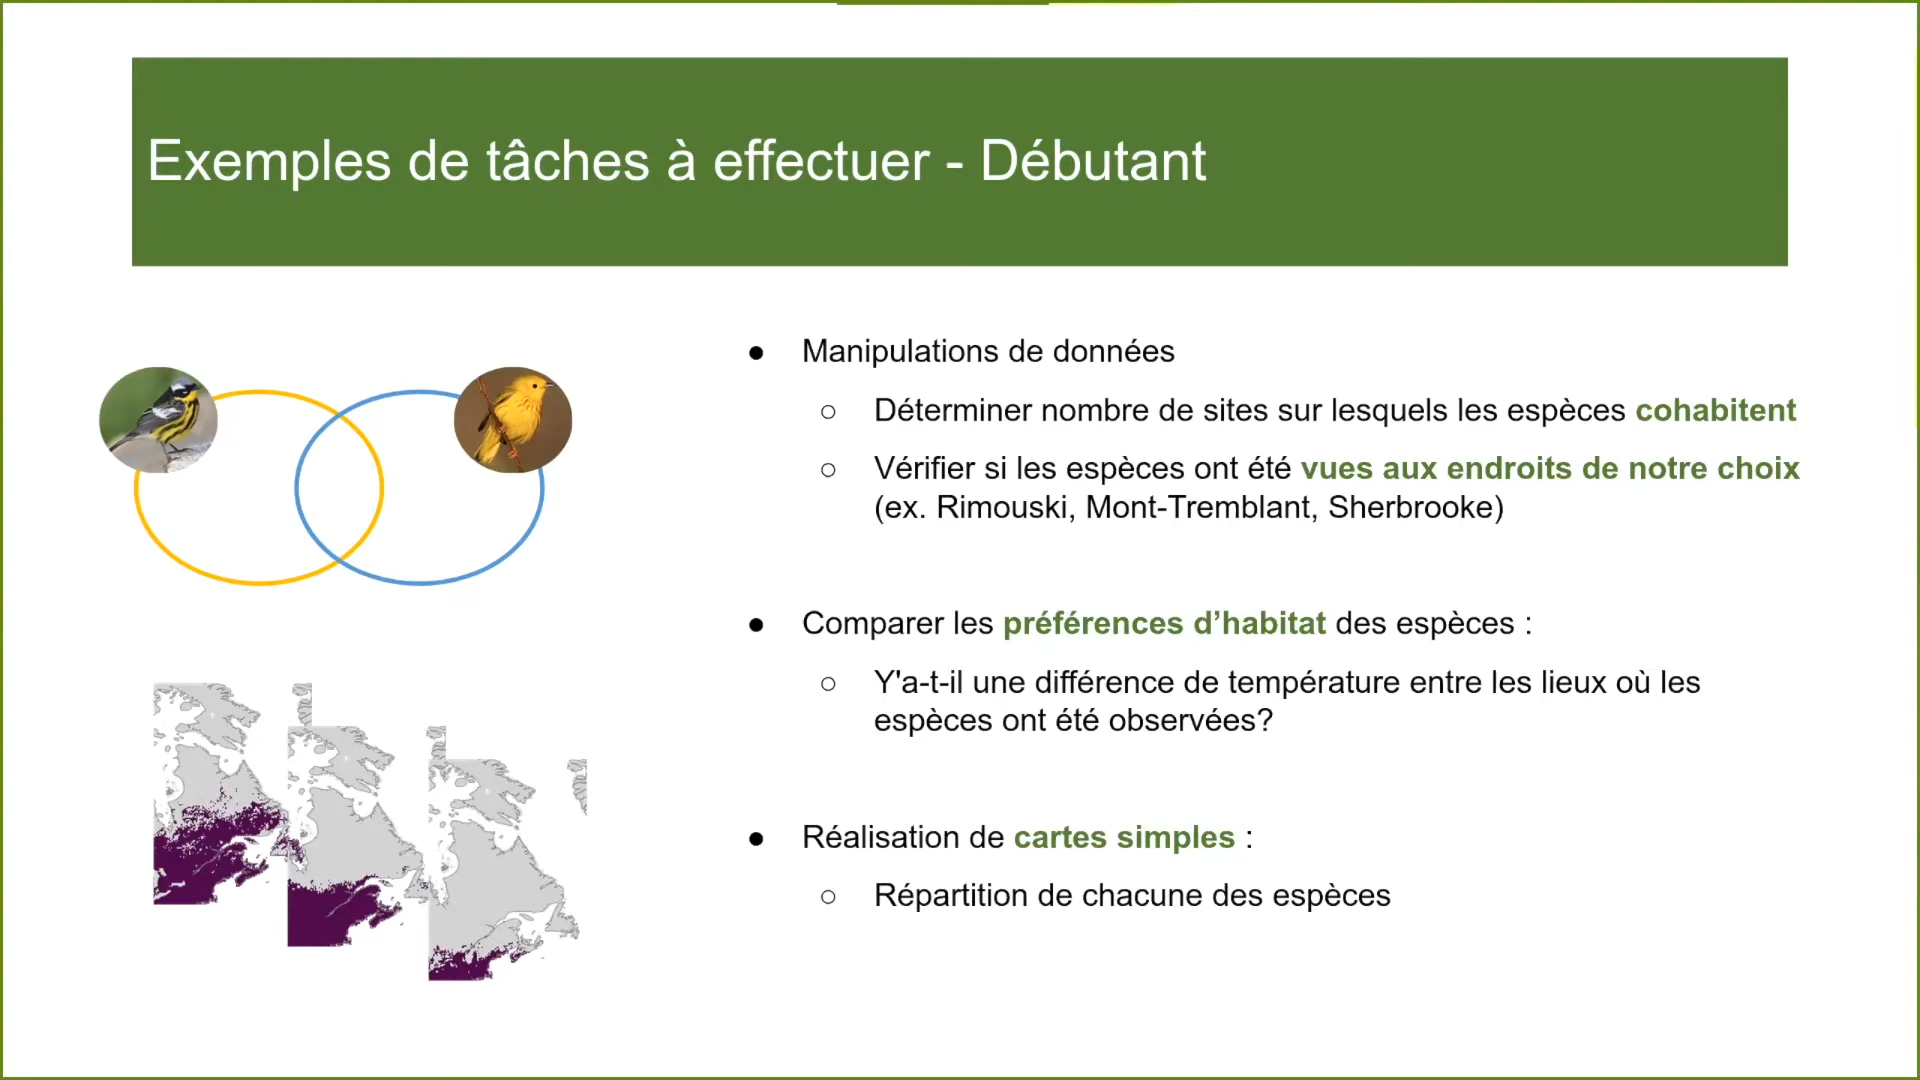 Exemples de tâches à effectuer - Débutant
● Manipulations de données
○ Déterminer nombre de sites sur lesquels les espèces cohabitent
○ Vérifier si les espèces ont été vues aux endroits de notre choix
(ex. Rimouski, Mont-Tremblant, Sherbrooke)
● Comparer les préférences d’habitat des espèces :
○ Y'a-t-il une différence de température entre les lieux où les
espèces ont été observées?
● Réalisation de cartes simples :
○ Répartition de chacune des espèces